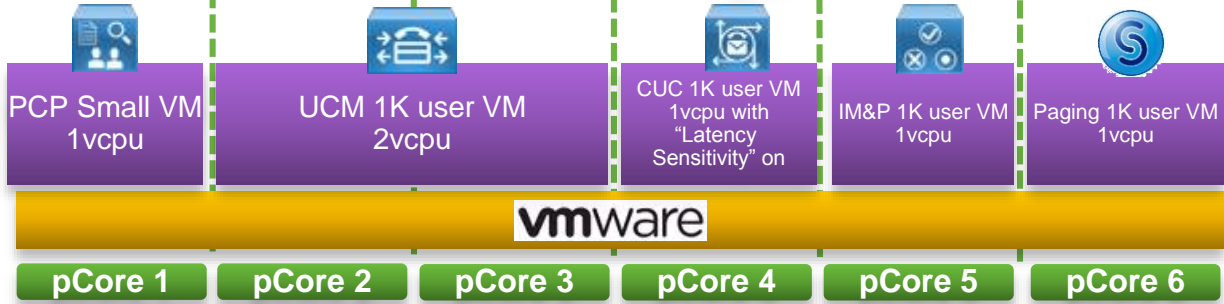 PCP Small VM
1vcpu
UCM 1K user VM
2vcpu
CUC 1K user VM
1vcpu with
“Latency
Sensitivity” on
IM&P 1K user VM
1vcpu
Paging 1K user VM
1vcpu
vmware
pCore 1
pCore 2
pCore 3
pCore 4
pCore 5
pCore 6